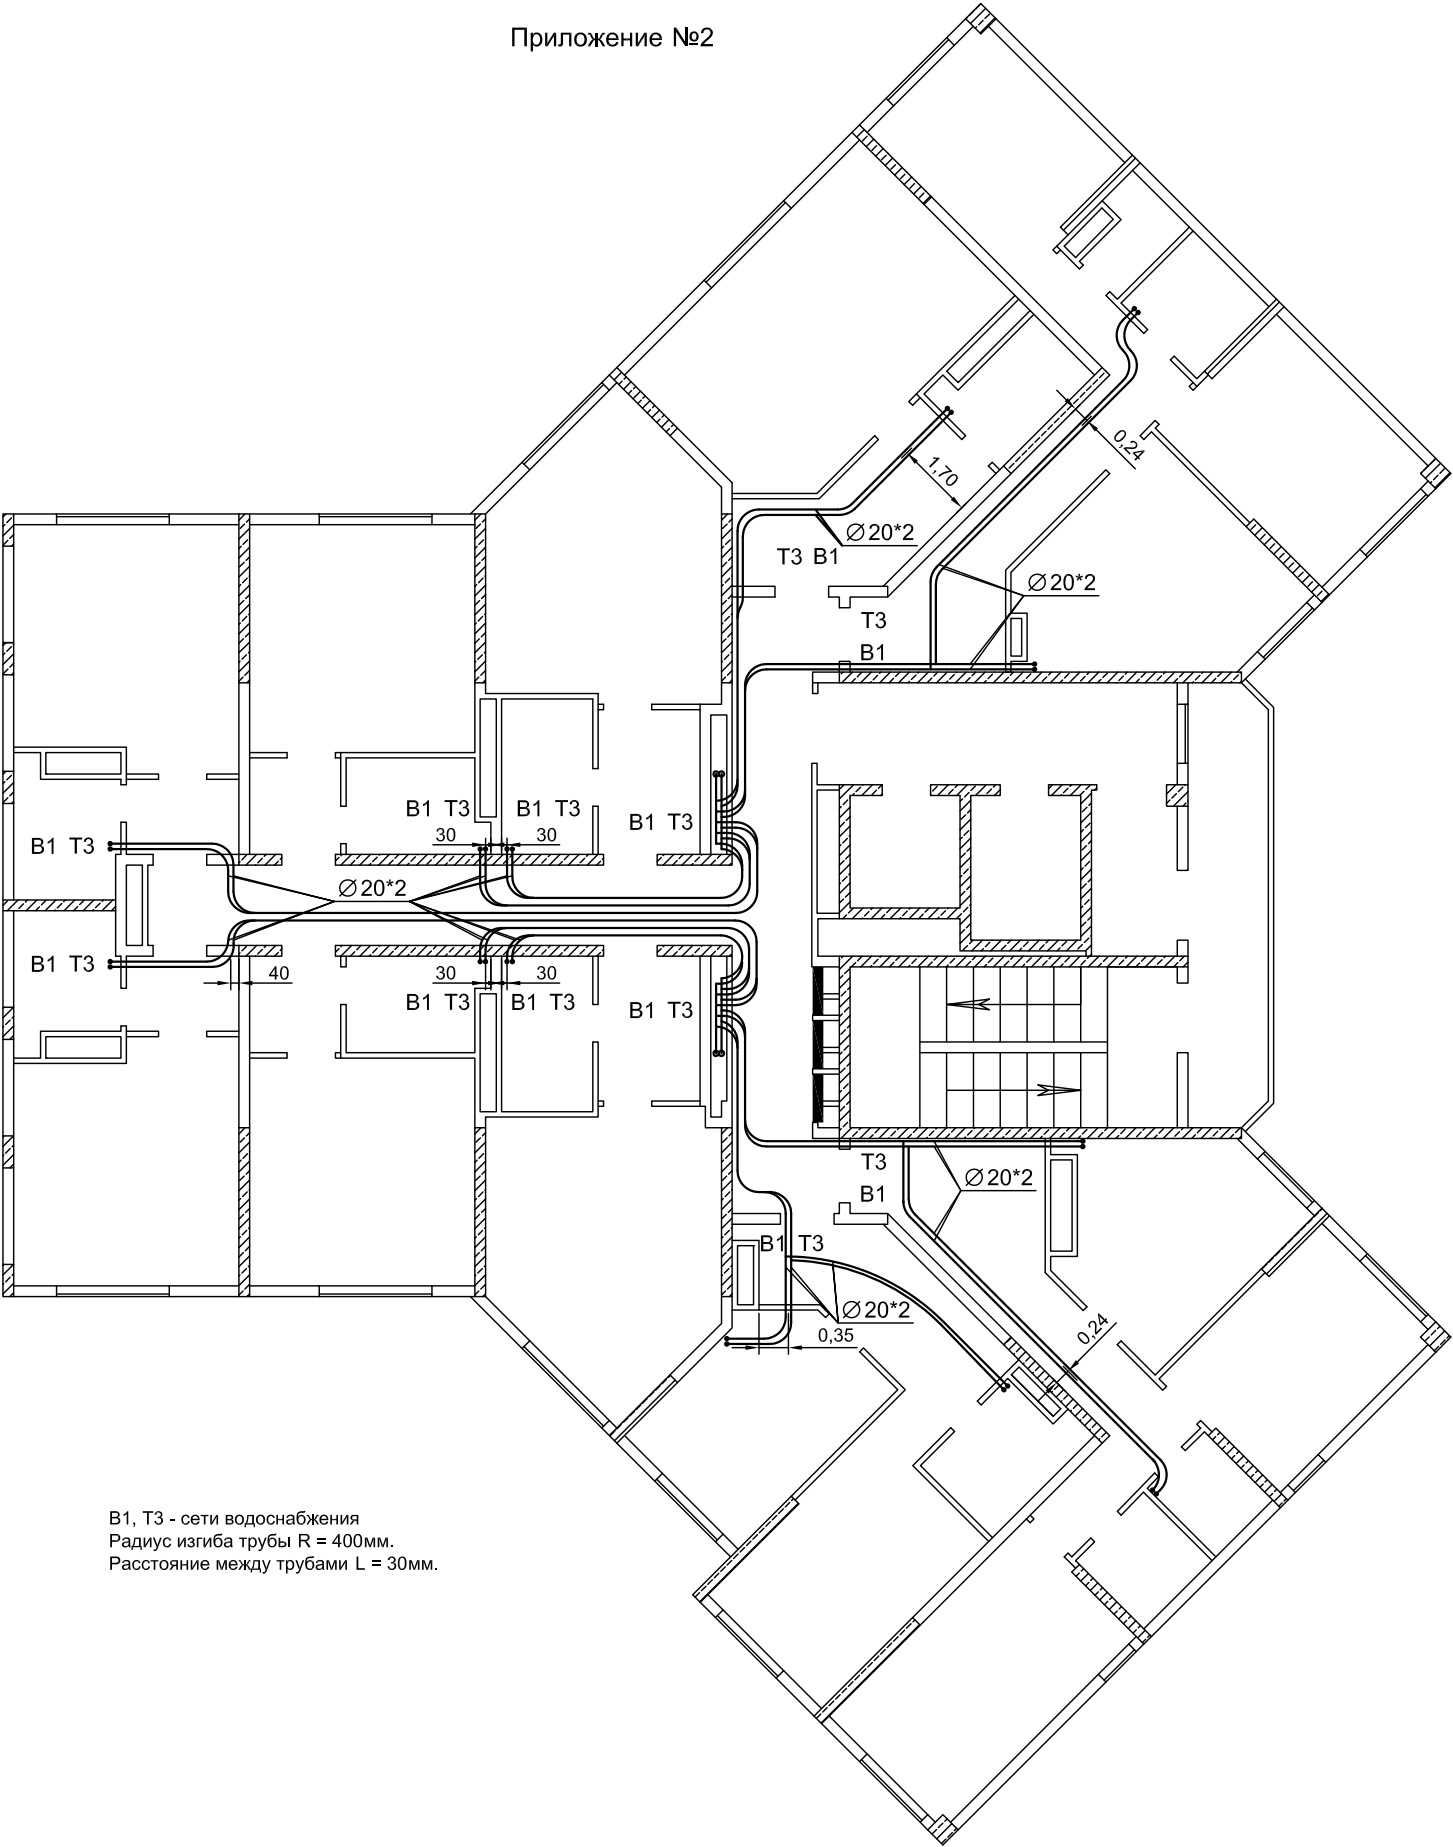 Приложение №2
0,24
1,70
∅20*2
Т3 В1
∅20*2
Т3
В1
В1 Т3
В1 Т3
В1 Т3
30
30
В1 Т3
∅20*2
В1 Т3
40
30
30
В1 Т3
В1 Т3
В1 Т3
Т3
В1
∅20*2
В1 Т3
∅20*2
0,35
0,24
В1, Т3 - сети водоснабжения
Радиус изгиба трубы R = 400мм.
Расстояние между трубами L = 30мм.